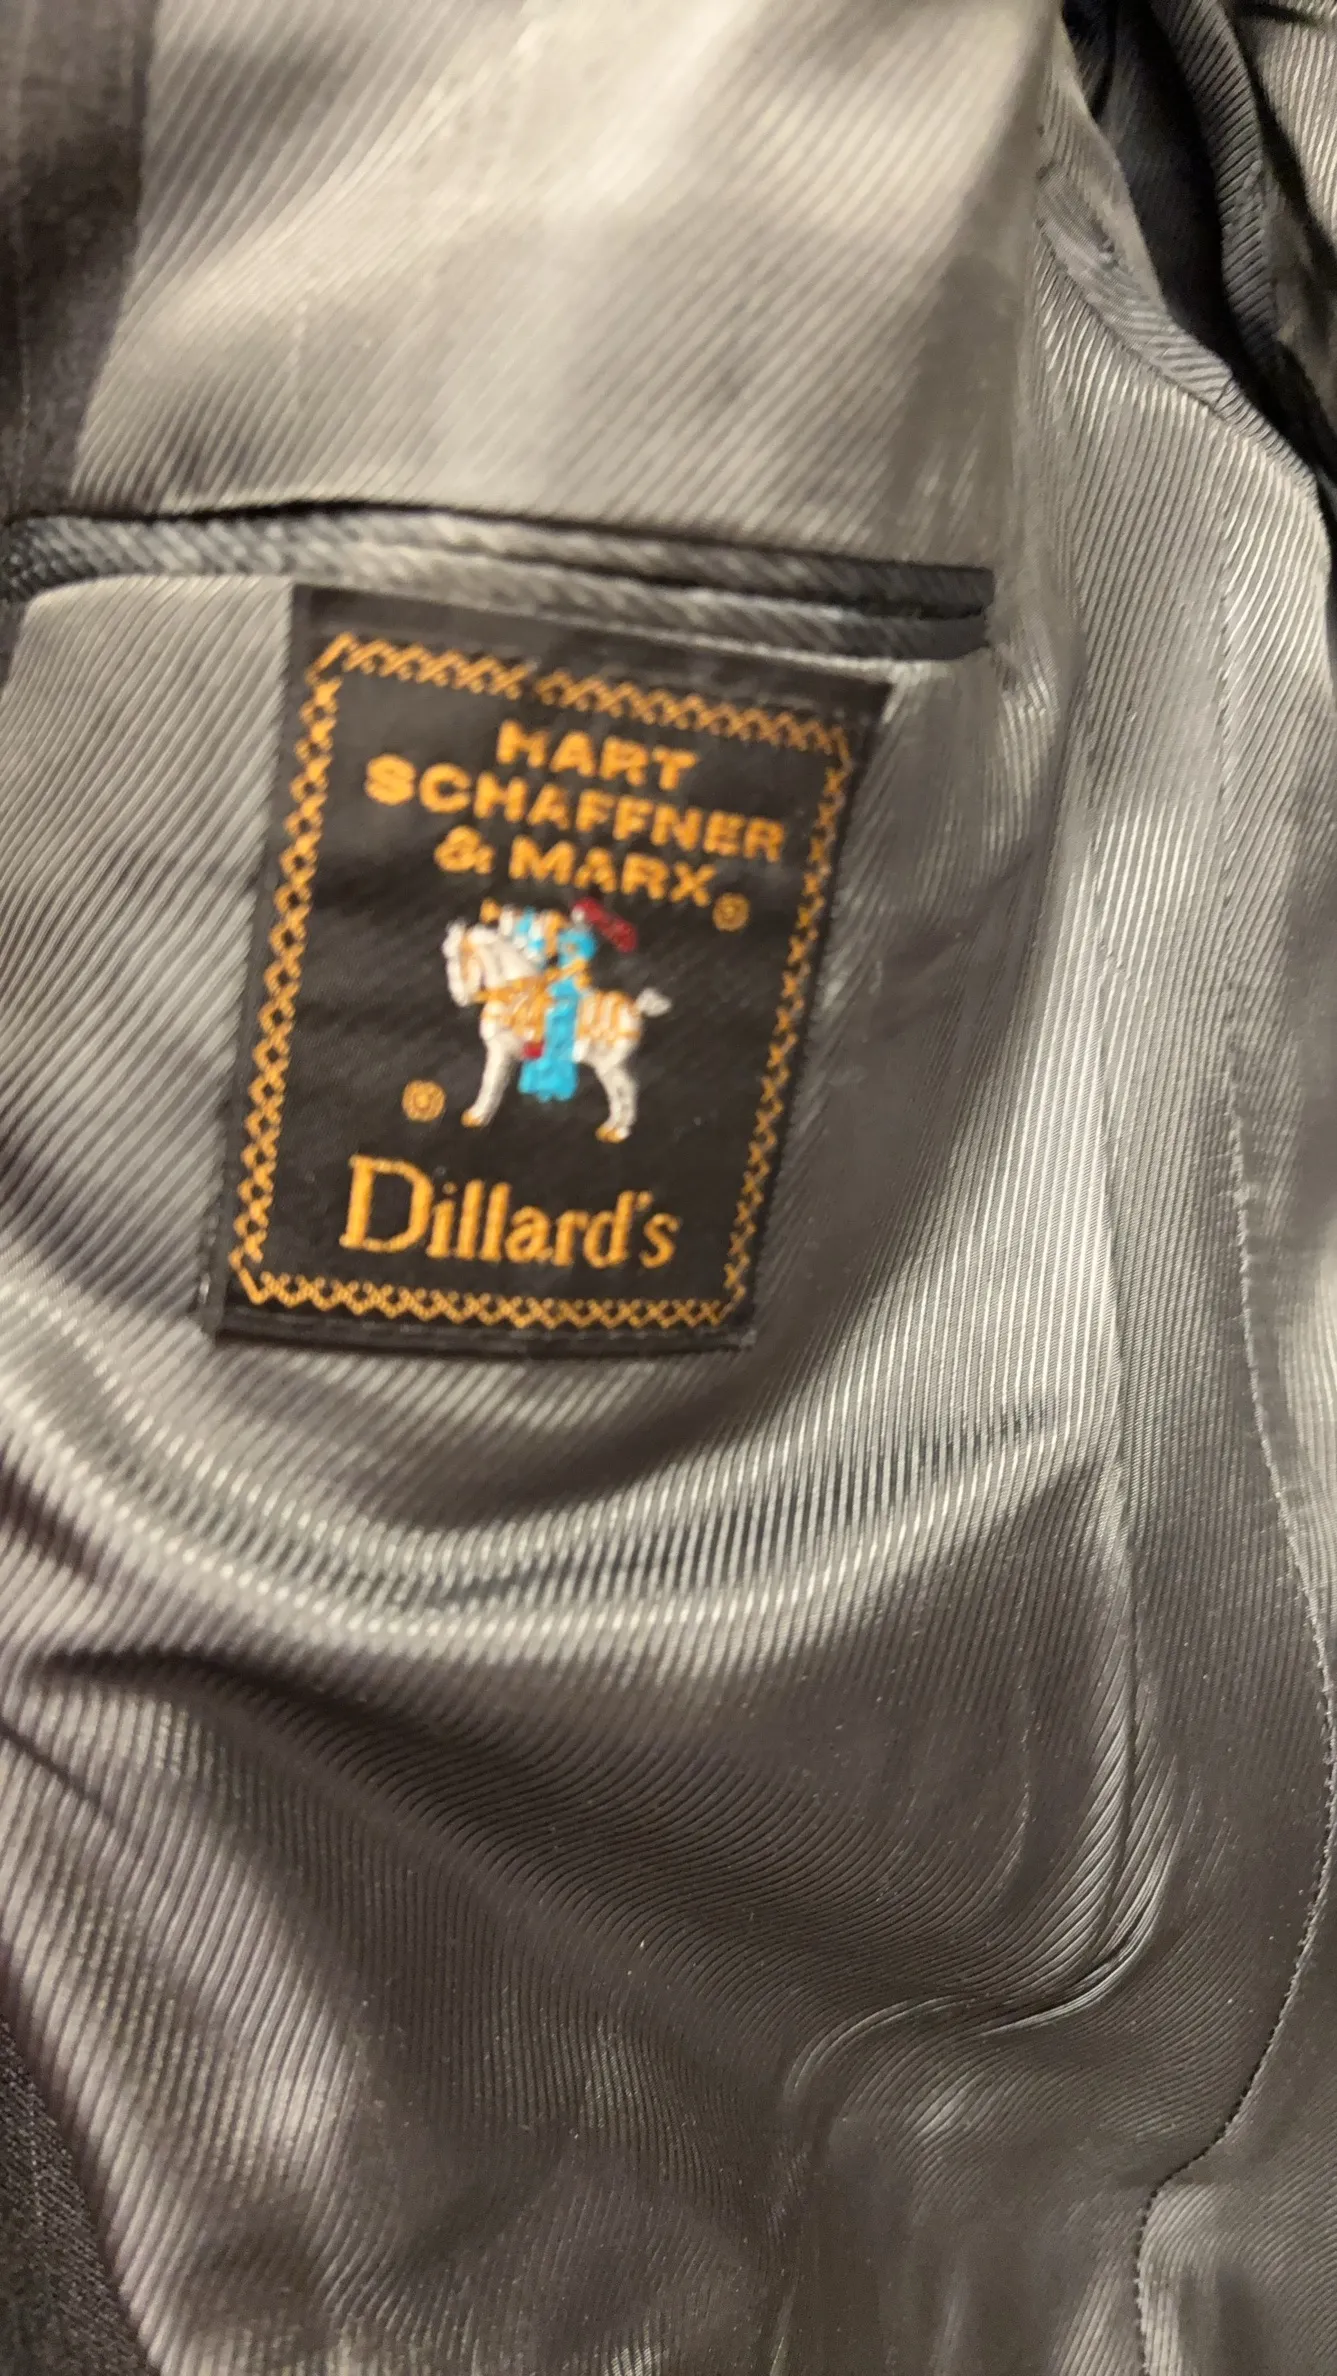 HART
SCHAFFNER
& MARX®
®
Dillard's